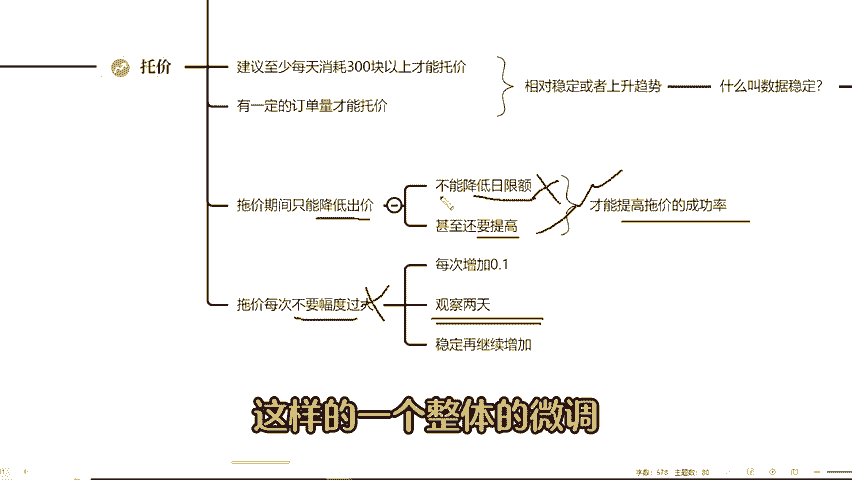 托价
建议至少每天消耗300块以上才能托价
有一定的订单量才能托价
相对稳定或者上升趋势
什么叫数据稳定？
拖价期间只能降低出价
不能降低日限额
甚至还要提高
才能提高拖价的成功率
拖价每次不要幅度过大
每次增加0.1
观察两天
稳定再继续增加
这样的一个整体的微调
字数：578 主题数：80